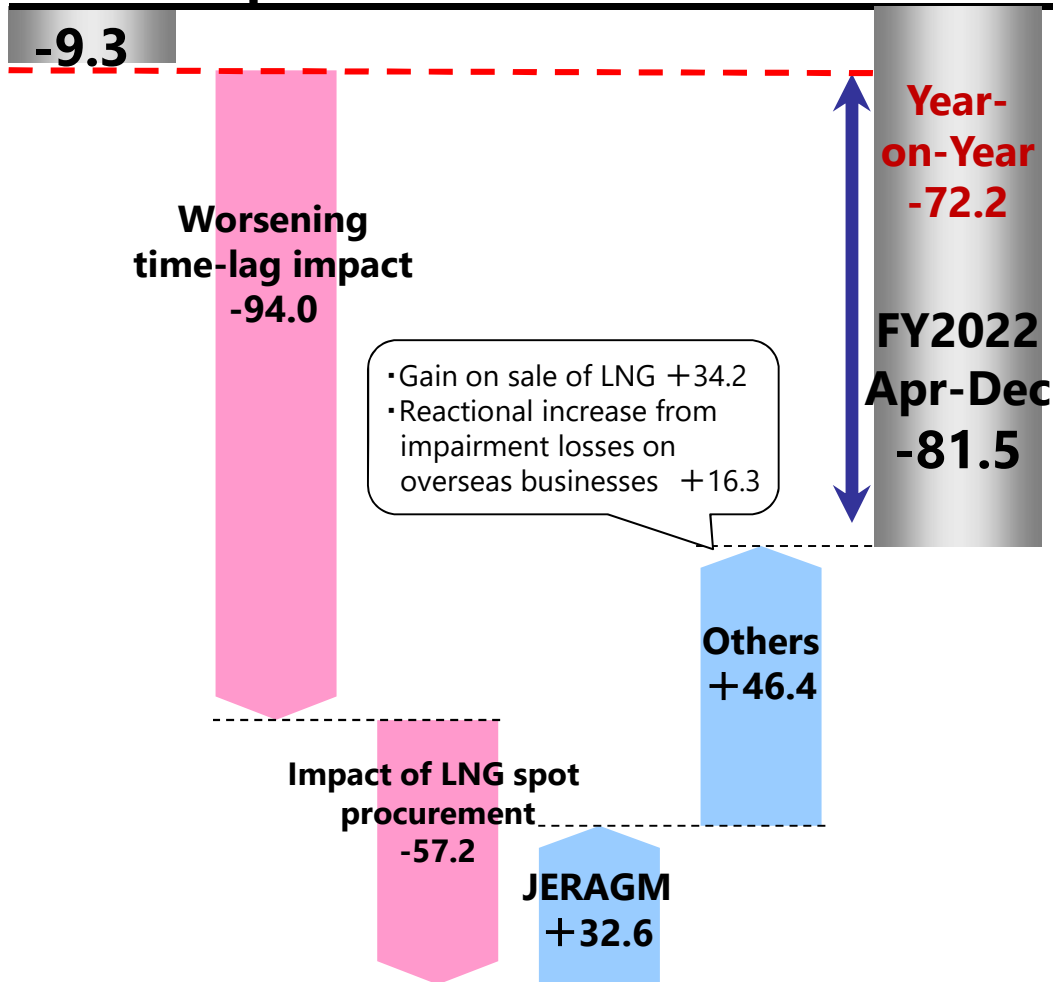 -9.3
Year-
on-Year
-72.2
Worsening
time-lag impact
-94.0
FY2022
Apr-Dec
-81.5
・Gain on sale of LNG ＋34.2
・Reactional increase from
impairment losses on
overseas businesses ＋16.3
Others
＋46.4
Impact of LNG spot
procurement
-57.2
JERAGM
＋32.6